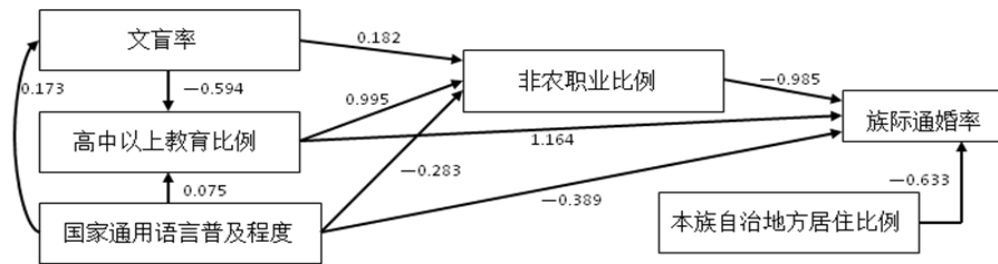 文盲率
0.182
非农职业比例
—0.985
0.173
—0.594
0.995
族际通婚率
高中以上教育比例
1.164
0.075
—0.283
—0.389
—0.633
国家通用语言普及程度
本族自治地方居住比例